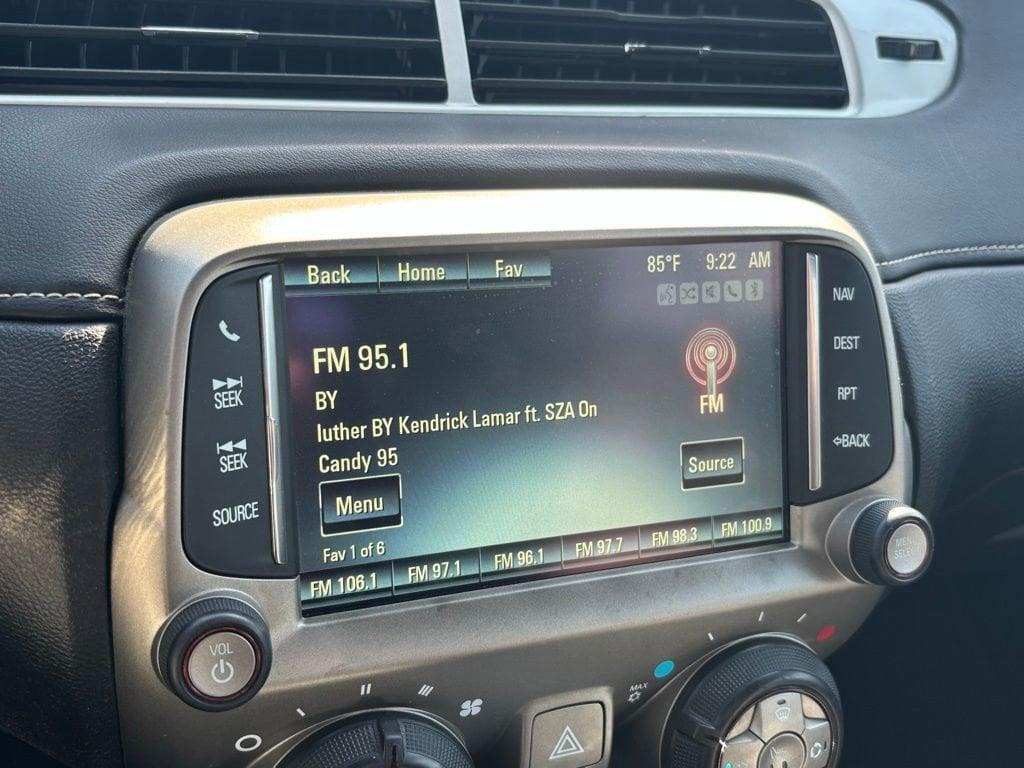 Back Home Fav 85°F 9:22 AM
NAV
SEEK
FM 95.1
DEST
BY
FM
luther BY Kendrick Lamar ft. SZA On
RPT
SEEK
Candy 95
Source
BACK
Menu
SOURCE
Fav 1 of 6
FM 106.1 FM 97.1 FM 96.1 FM 97.7 FM 98.3 FM 100.9
MENU
SELECT
VOL
MAX